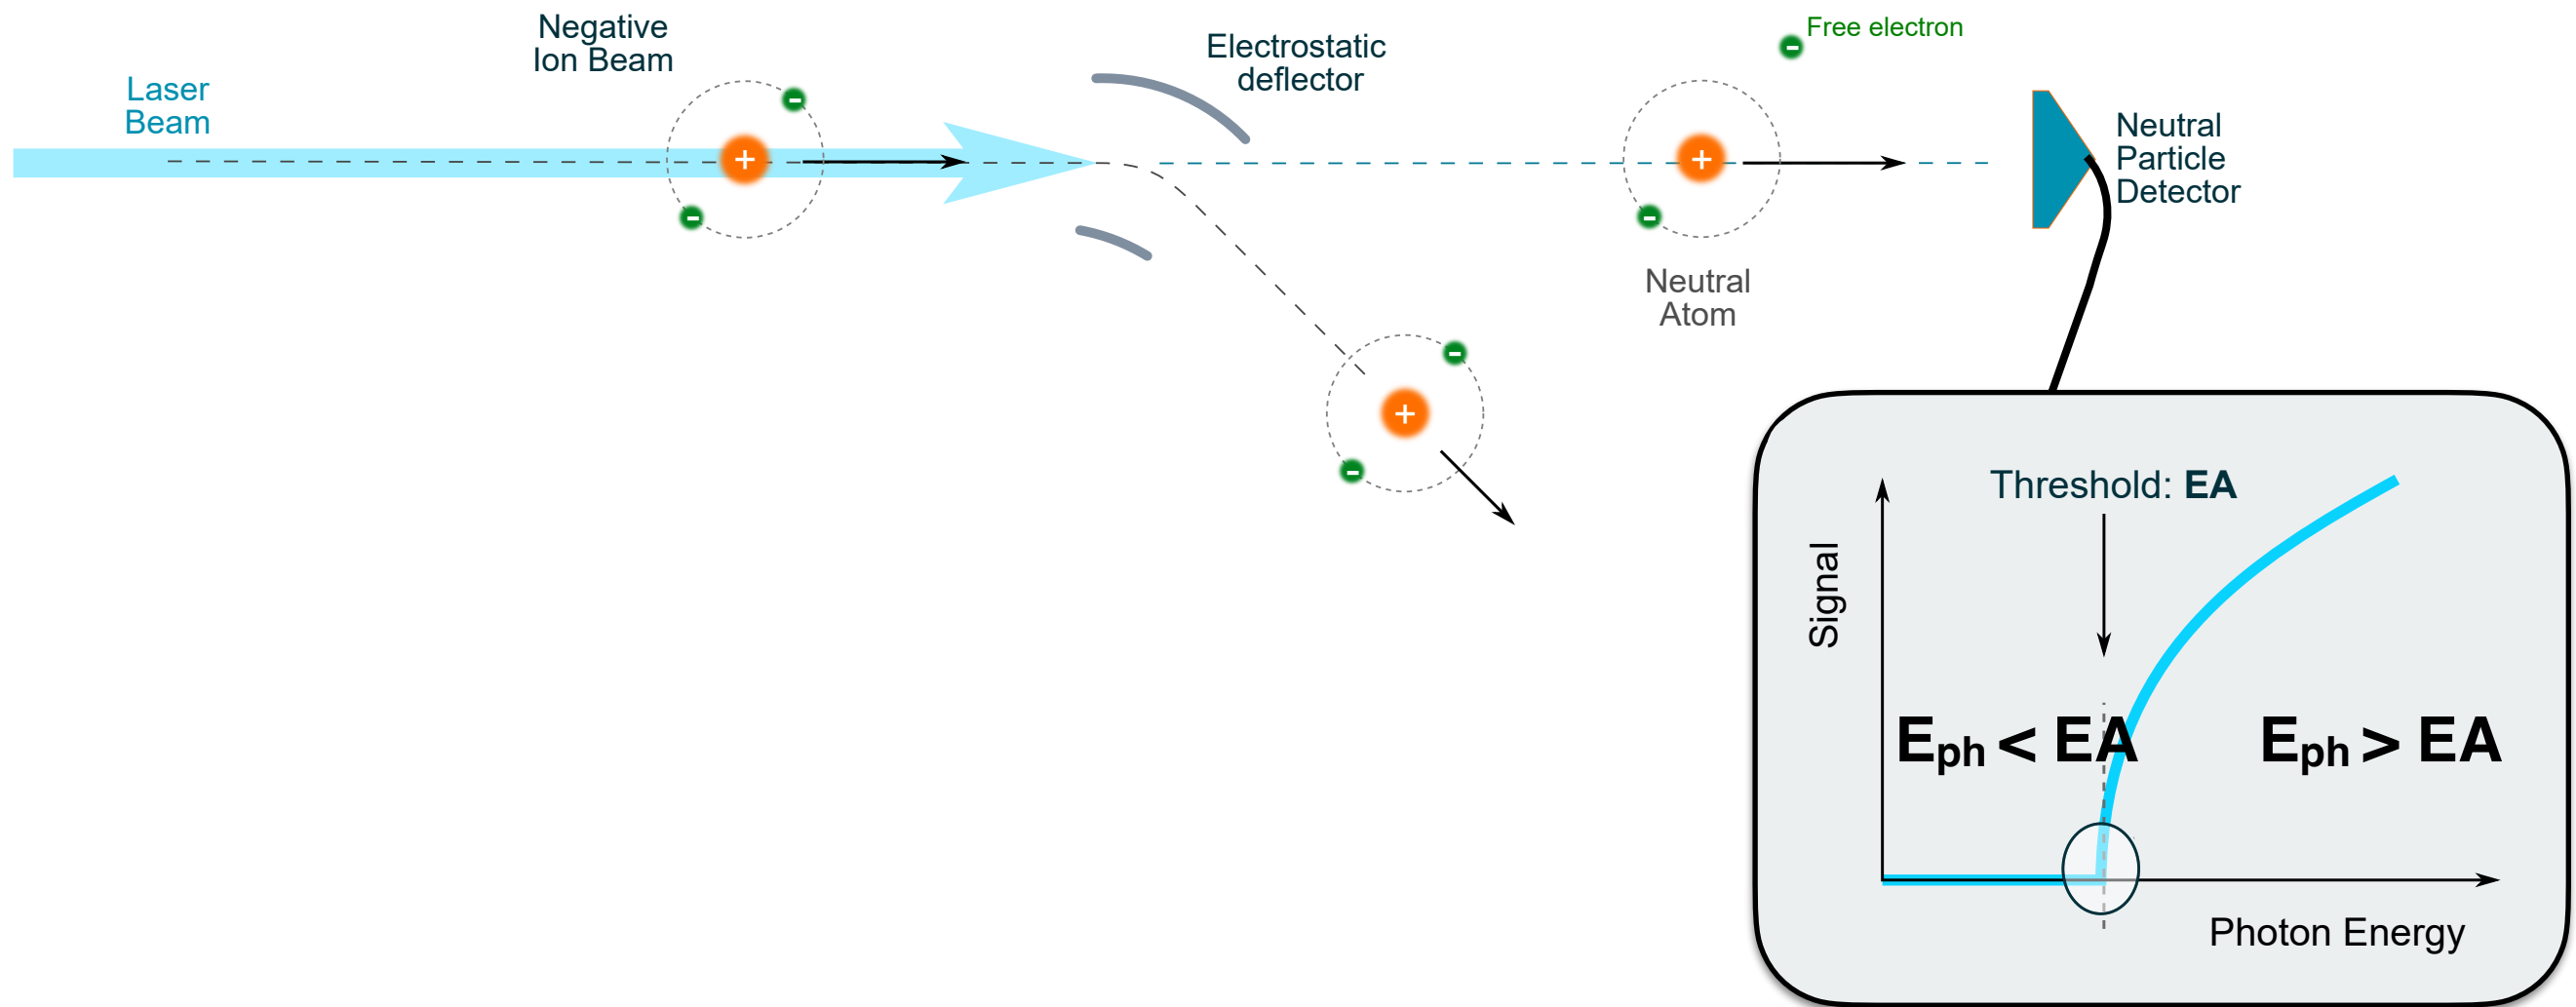 Laser
Beam
Negative
Ion Beam
Electrostatic
deflector
Free electron
Neutral
Particle
Detector
Neutral
Atom
Threshold: EA
Signal
Eph < EA
Eph > EA
Photon Energy